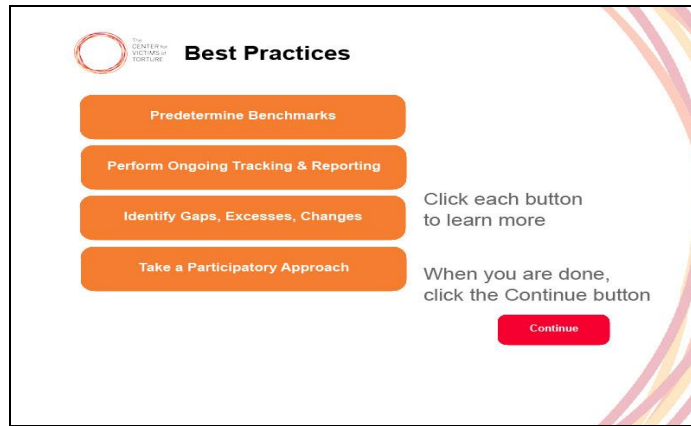 The
CENTER for
VICTIMS of
TORTURE
Best Practices
Predetermine Benchmarks
Perform Ongoing Tracking & Reporting
Identify Gaps, Excesses, Changes
Take a Participatory Approach
Click each button
to learn more
When you are done,
click the Continue button
Continue